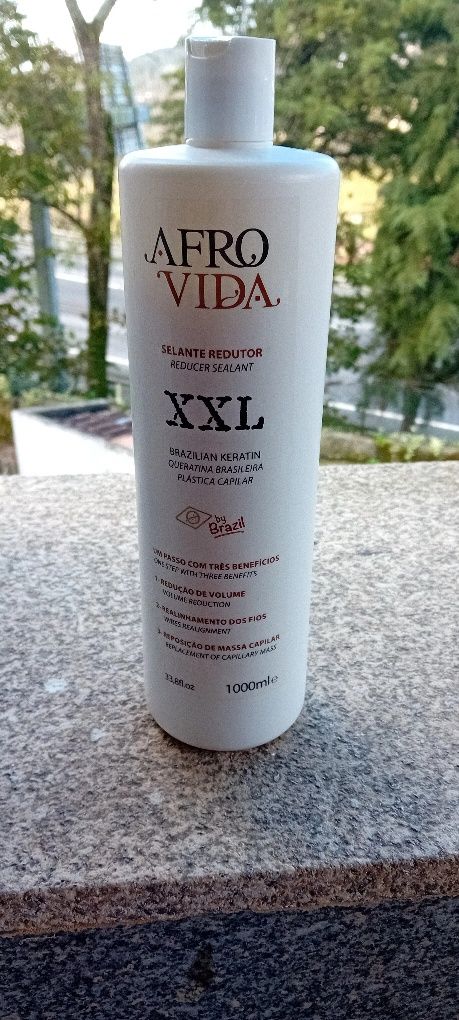 AFRO
VIDA
SELANTE REDUTOR
REDUCER SEALANT
XXL
BRAZILIAN KERATIN
QUERATINA BRASILEIRA
PLÁSTICA CAPILAR
by
Brazil
UM PASSO COM TRÊS BENEFÍCIOS
ONE STEP WITH THREE BENEFITS
1- REDUÇÃO DE VOLUME
VOLUME REDUCTION
2- REALINHAMENTO DOS FIOS
WIRES REALIGNMENT
3- REPOSIÇÃO DE MASSA CAPILAR
REPLACEMENT OF CAPILLARY MASS
33,8fl.oz 1000ml℮